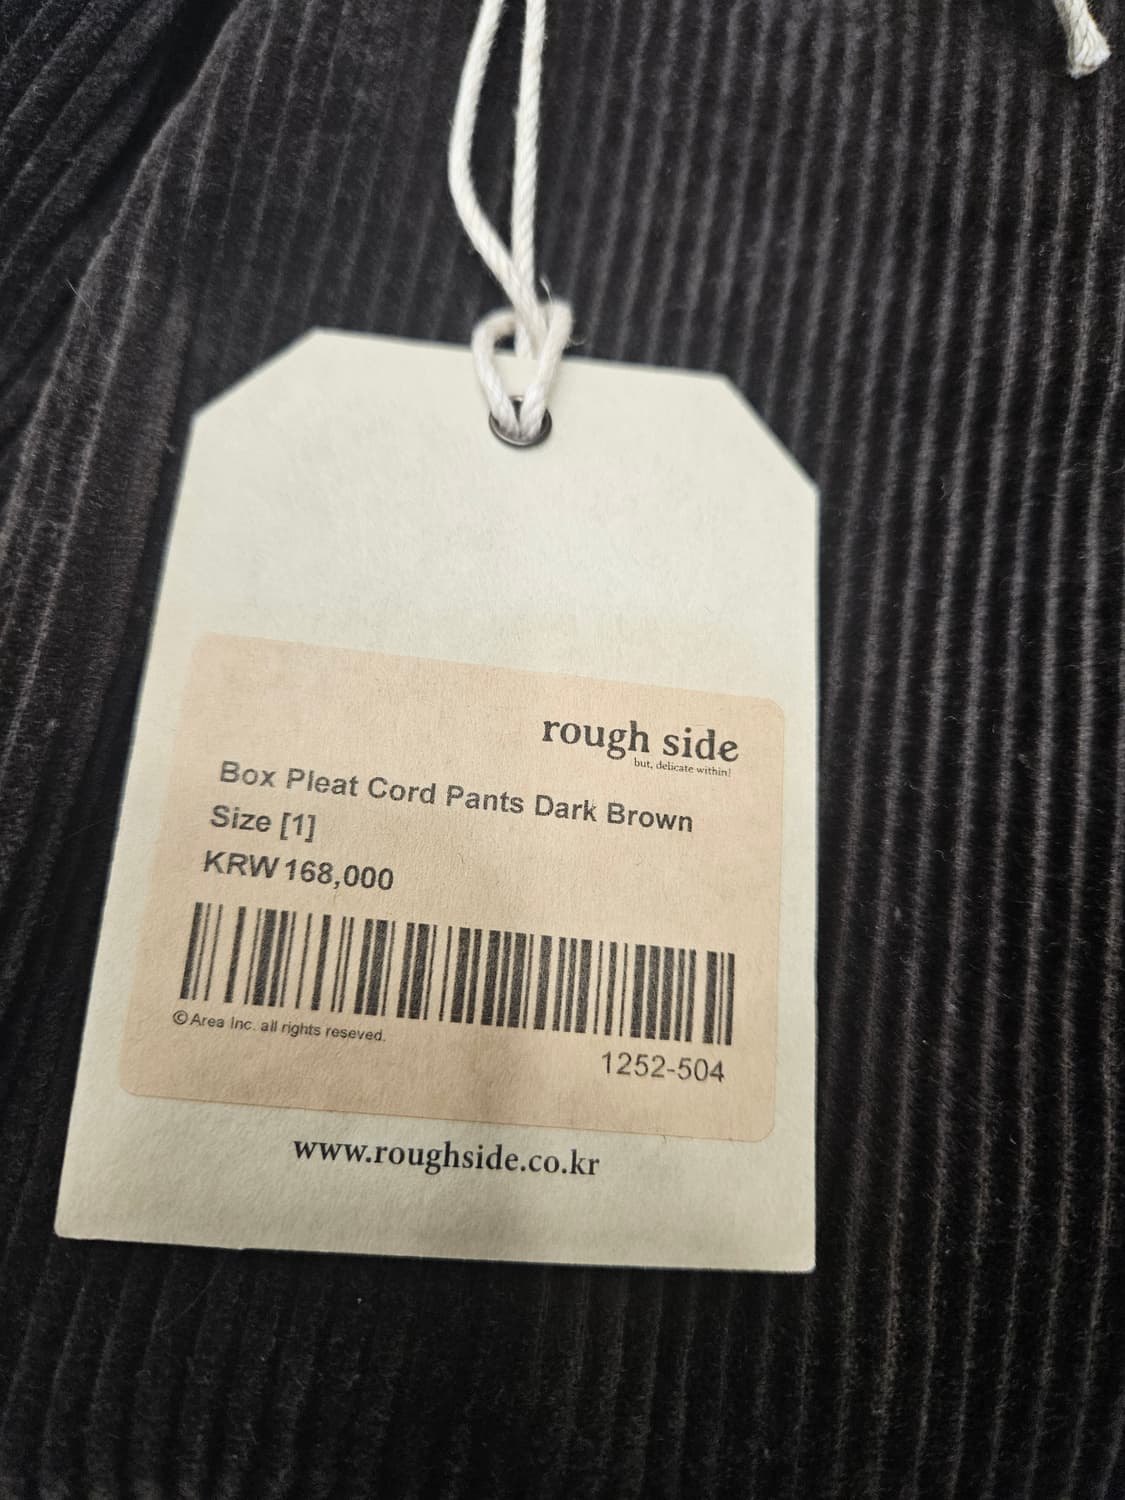 rough side
but, delicate within!
Box Pleat Cord Pants Dark Brown
Size [1]
KRW 168,000
© Area Inc. all rights reseved.
1252-504
www.roughside.co.kr